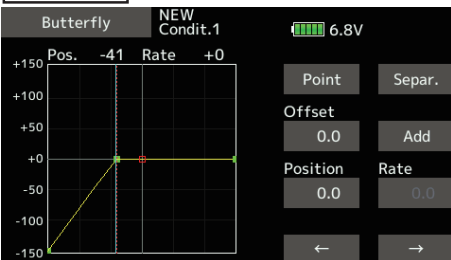 Butterfly
NEW
Condit.1
6.8V
Pos. -41 Rate +0
+150
+100
+50
+0
-50
-100
-150
Point
Separ.
Offset
0.0
Add
Position
Rate
0.0
0.0
←
→